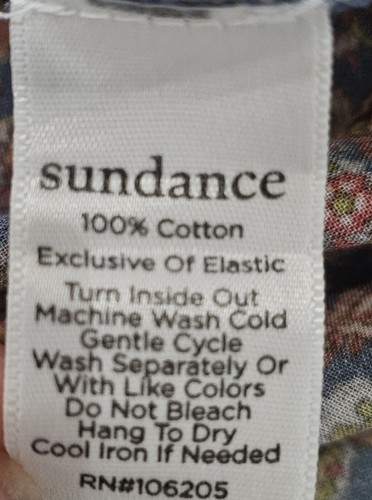 sundance
100% Cotton
Exclusive Of Elastic
Turn Inside Out
Machine Wash Cold
Gentle Cycle
Wash Separately Or
With Like Colors
Do Not Bleach
Hang To Dry
Cool Iron If Needed
RN#106205